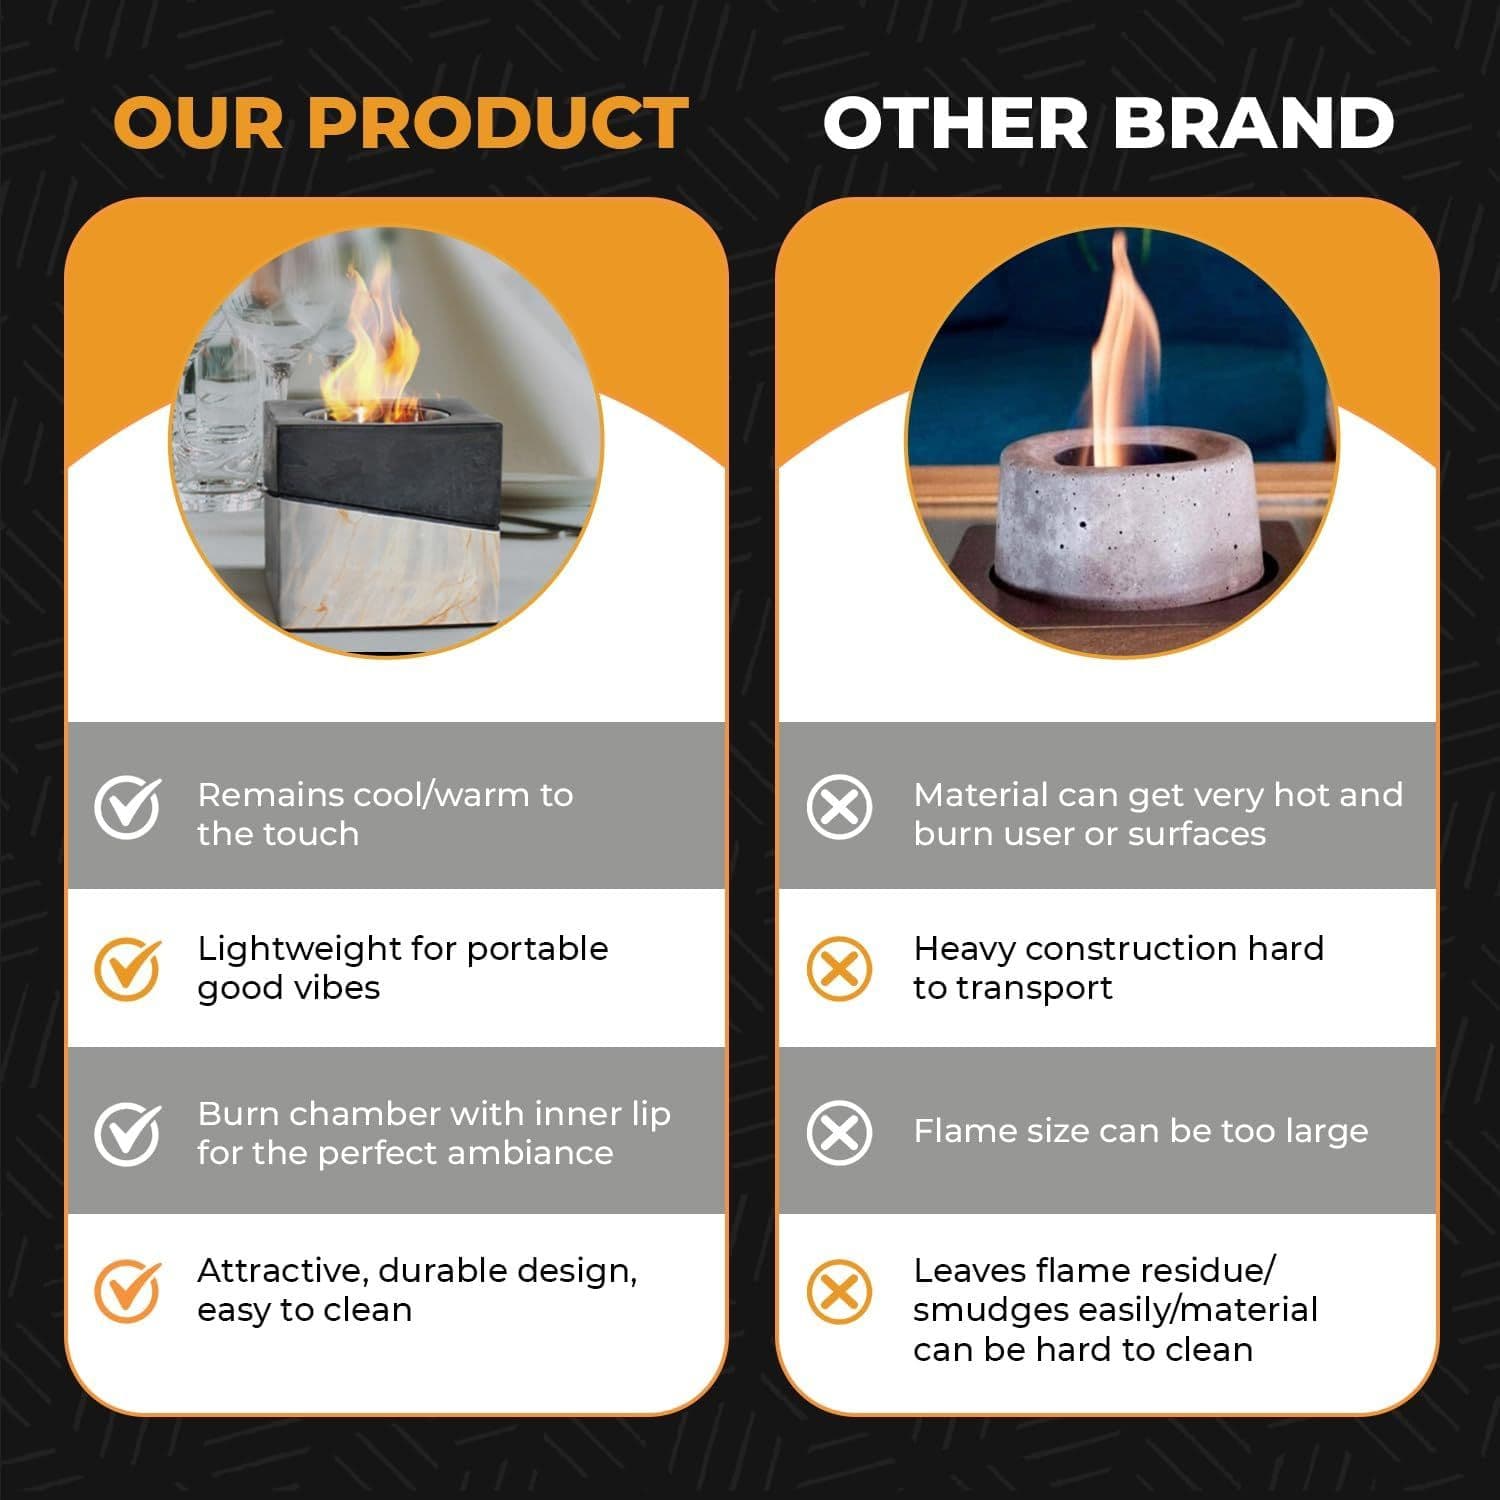 OUR PRODUCT
OTHER BRAND
Remains cool/warm to
the touch
Lightweight for portable
good vibes
Burn chamber with inner lip
for the perfect ambiance
Attractive, durable design,
easy to clean
Material can get very hot and
burn user or surfaces
Heavy construction hard
to transport
Flame size can be too large
Leaves flame residue/
smudges easily/material
can be hard to clean